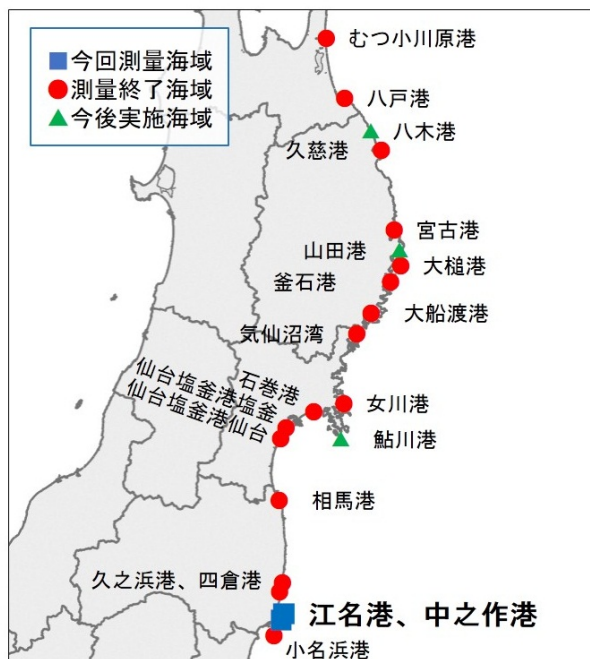 むつ小川原港
■今回測量海域
●測量終了海域
▲今後実施海域
八戸港
八木港
久慈港
宮古港
山田港
大槌港
釜石港
大船渡港
気仙沼湾
石巻港
仙台塩釜港塩釜
仙台塩釜港仙台
女川港
鮎川港
相馬港
久之浜港、四倉港
江名港、中之作港
小名浜港